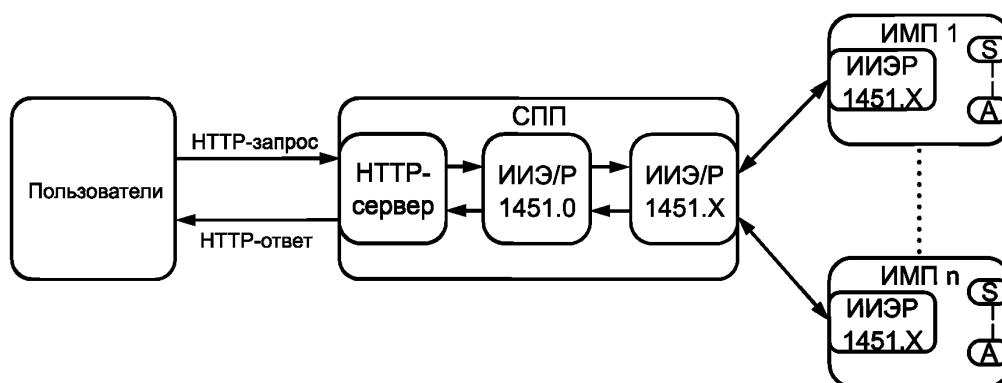 Пользователи
HTTP-запрос
HTTP-ответ
СПП
HTTP-
сервер
ИИЭ/Р
1451.0
ИИЭ/Р
1451.X
ИМП 1
ИИЭР
1451.X
S
A
ИМП n
ИИЭР
1451.X
S
A